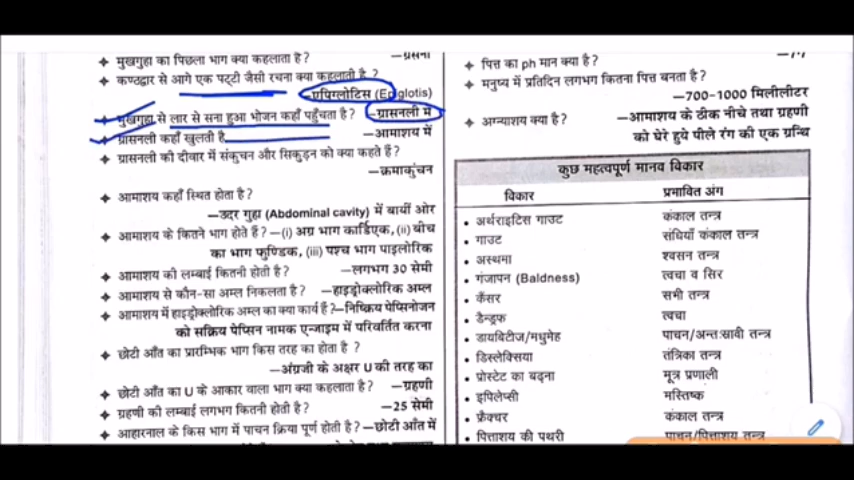 ✦ मुखगुहा का पिछला भाग क्या कहलाता है? —ग्रसनी
✦ कण्ठद्वार से आगे एक पट्टी जैसी रचना क्या कहलाती है?
—एपिग्लोटिस (Epiglotis)
✦ मुखगुहा से लार से सना हुआ भोजन कहाँ पहुँचता है? —ग्रासनली में
✦ ग्रासनली कहाँ खुलती है —आमाशय में
✦ ग्रासनली की दीवार में संकुचन और सिकुड़न को क्या कहते हैं?
—क्रमाकुंचन
✦ आमाशय कहाँ स्थित होता है?
—उदर गुहा (Abdominal cavity) में बायीं ओर
✦ आमाशय के कितने भाग होते हैं? —(i) अग्र भाग कार्डिएक, (ii) बीच
का भाग फुण्डिक, (iii) पश्च भाग पाइलोरिक
✦ आमाशय की लम्बाई कितनी होती है? —लगभग 30 सेमी
✦ आमाशय से कौन-सा अम्ल निकलता है? —हाइड्रोक्लोरिक अम्ल
✦ आमाशय में हाइड्रोक्लोरिक अम्ल का क्या कार्य है? —निष्क्रिय पेप्सिनोजन
को सक्रिय पेप्सिन नामक एन्जाइम में परिवर्तित करना
✦ छोटी आँत का प्रारम्भिक भाग किस तरह का होता है ?
—अंग्रजी के अक्षर U की तरह का
✦ छोटी आँत का U के आकार वाला भाग क्या कहलाता है? —ग्रहणी
✦ ग्रहणी की लम्बाई लगभग कितनी होती है? —25 सेमी
✦ आहारनाल के किस भाग में पाचन क्रिया पूर्ण होती है? —छोटी आँत में
✦ पित्त का ph मान क्या है?
✦ मनुष्य में प्रतिदिन लगभग कितना पित्त बनता है?
—700-1000 मिलीलीटर
✦ अग्न्याशय क्या है? —आमाशय के ठीक नीचे तथा ग्रहणी
को घेरे हुये पीले रंग की एक ग्रन्थि
कुछ महत्वपूर्ण मानव विकार
विकार प्रभावित अंग
• अर्थराइटिस गाउट कंकाल तन्त्र
• गाउट संधियाँ कंकाल तन्त्र
• अस्थमा श्वसन तन्त्र
• गंजापन (Baldness) त्वचा व सिर
• कैंसर सभी तन्त्र
• डैन्ड्रफ त्वचा
• डायबिटीज/मधुमेह पाचन/अन्तःस्रावी तन्त्र
• डिस्लेक्सिया तंत्रिका तन्त्र
• प्रोस्टेट का बढ़ना मूत्र प्रणाली
• इपिलेप्सी मस्तिष्क
• फ्रैक्चर कंकाल तन्त्र
• पित्ताशय की पथरी पाचन/पित्ताशय तन्त्र